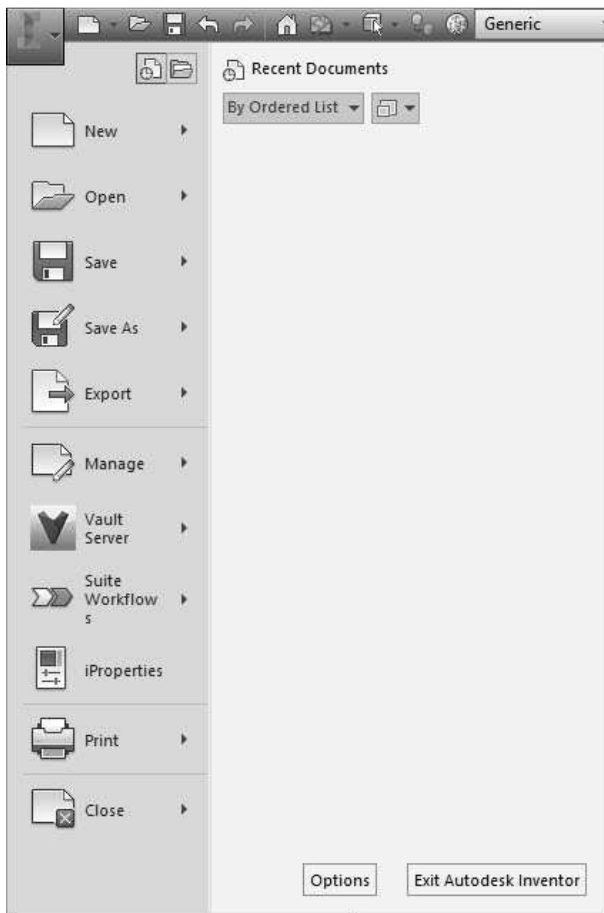 Generic
Recent Documents
By Ordered List
New
Open
Save
Save As
Export
Manage
Vault
Server
Suite
Workflow
s
iProperties
Print
Close
Options
Exit Autodesk Inventor